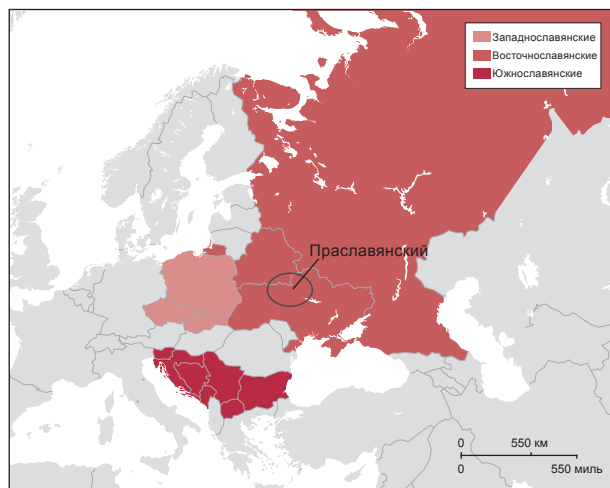 Западнославянские
Восточнославянские
Южнославянские
Праславянский
0 550 км
0 550 миль